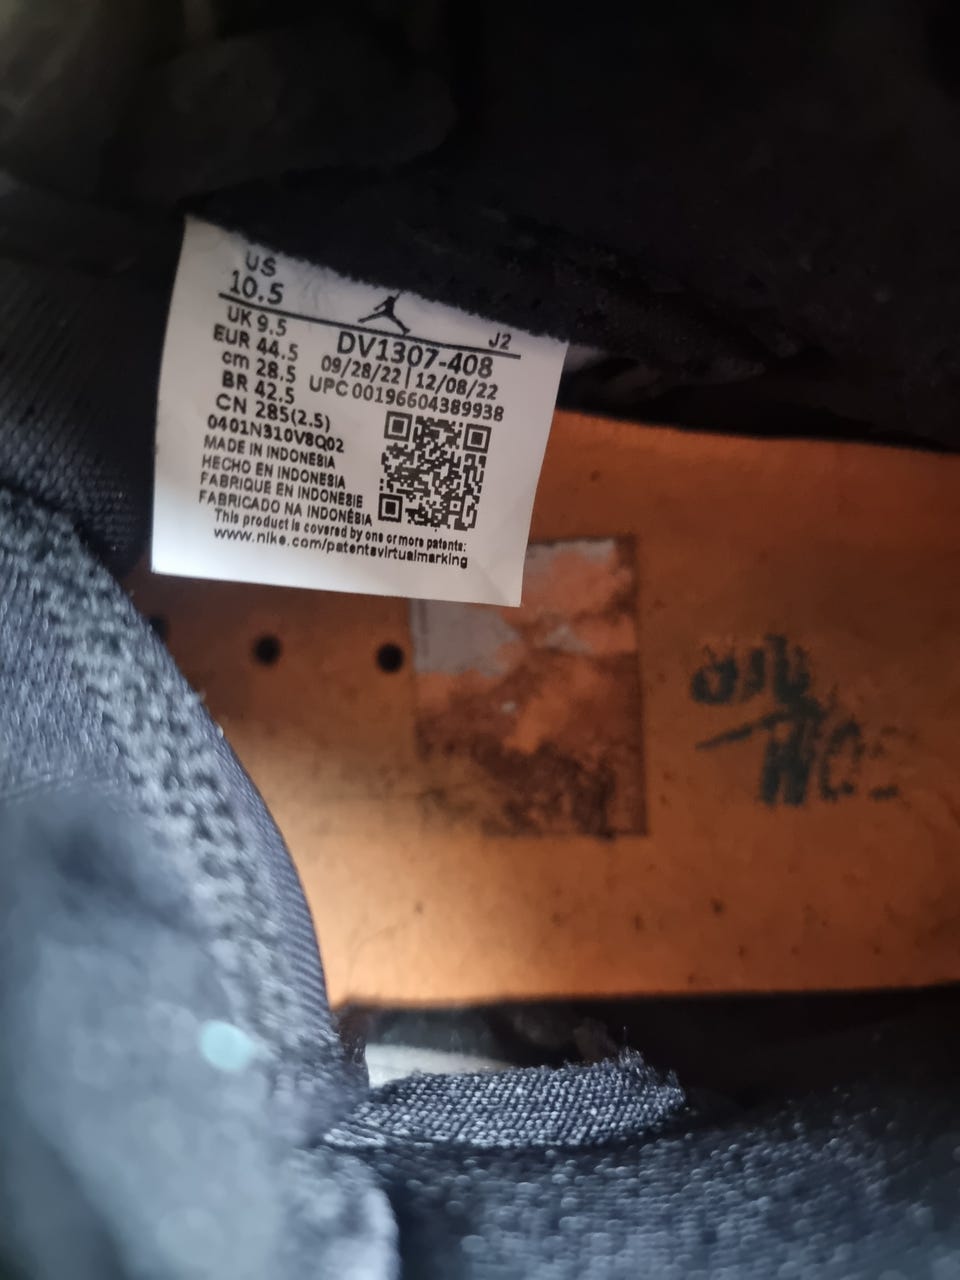 US
10.5
J2
UK 9.5
EUR 44.5
cm 28.5
BR 42.5
CN 285(2.5)
DV1307-408
09/28/22 | 12/08/22
UPC 00196604389938
0401N310V8Q02
MADE IN INDONESIA
HECHO EN INDONESIA
FABRIQUE EN INDONESIE
FABRICADO NA INDONÉSIA
This product is covered by one or more patents:
www.nike.com/patentsvirtualmarking